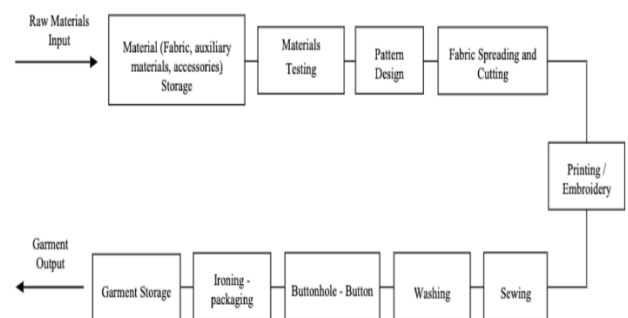 Raw Materials
Input
Material (Fabric, auxiliary
materials, accessories)
Storage
Materials
Testing
Pattern
Design
Fabric Spreading and
Cutting
Printing /
Embroidery
Garment
Output
Garment Storage
Ironing -
packaging
Buttonhole - Button
Washing
Sewing